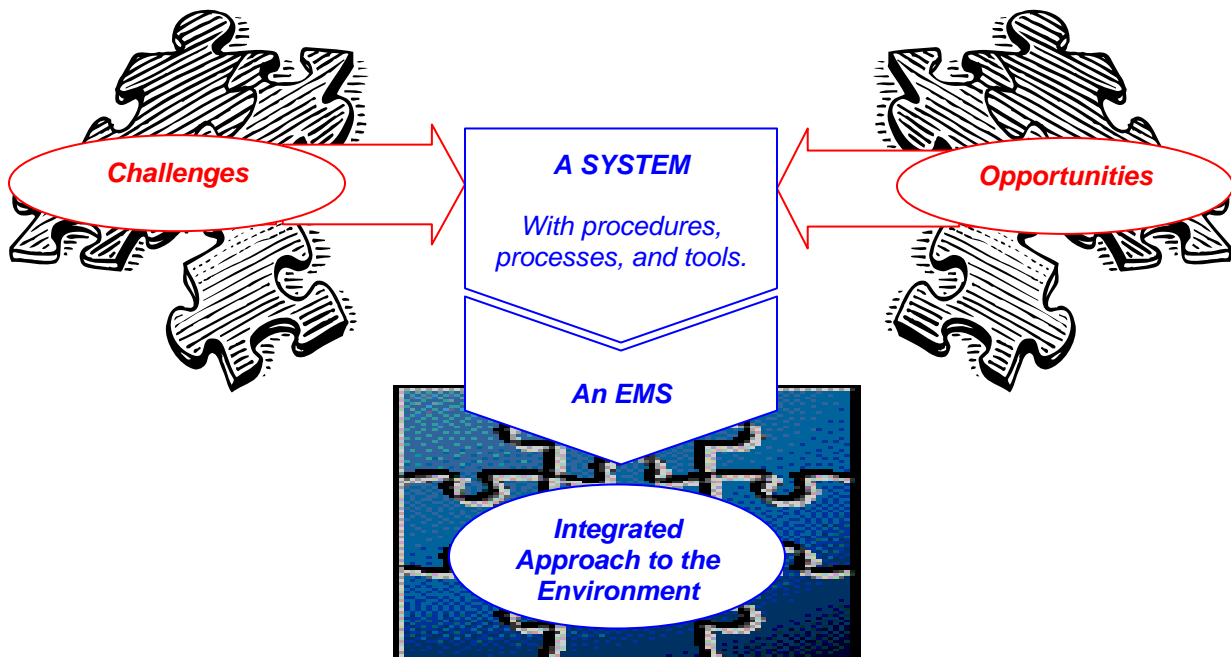 Challenges
A SYSTEM
With procedures,
processes, and tools.
Opportunities
An EMS
Integrated
Approach to the
Environment